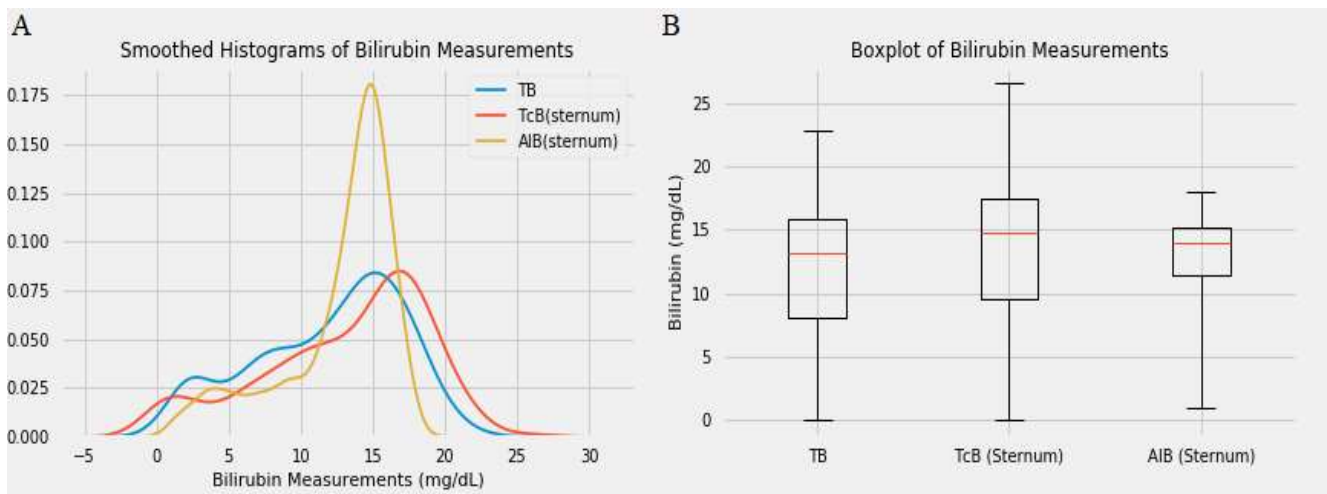 A
Smoothed Histograms of Bilirubin Measurements
TB
TcB(sternum)
AIB(sternum)
0.175
0.150
0.125
0.100
0.075
0.050
0.025
0.000
−5 0 5 10 15 20 25 30
Bilirubin Measurements (mg/dL)
B
Boxplot of Bilirubin Measurements
Bilirubin (mg/dL)
25
20
15
10
5
0
TB TcB (Sternum) AIB (Sternum)